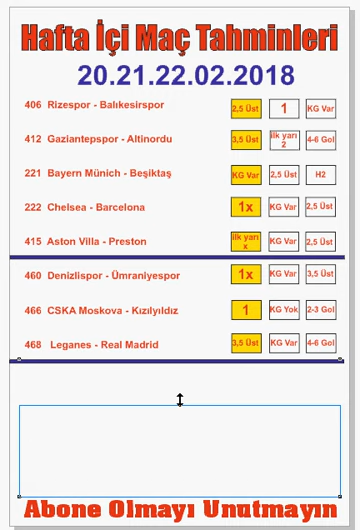 Hafta İçi Maç Tahminleri
20.21.22.02.2018
406 Rizespor - Balıkesirspor 2,5 Üst 1 KG Var
412 Gaziantepspor - Altinordu 3,5 Üst ilk yarı 2 4-6 Gol
221 Bayern Münich - Beşiktaş KG Var 2,5 Üst H2
222 Chelsea - Barcelona 1x KG Var 2,5 Üst
415 Aston Villa - Preston ilk yarı x KG Var 2,5 Üst
460 Denizlispor - Ümraniyespor 1x KG Var 3,5 Üst
466 CSKA Moskova - Kızılyıldız 1 KG Yok 2-3 Gol
468 Leganes - Real Madrid 3,5 Üst KG Var 4-6 Gol
Abone Olmayı Unutmayın